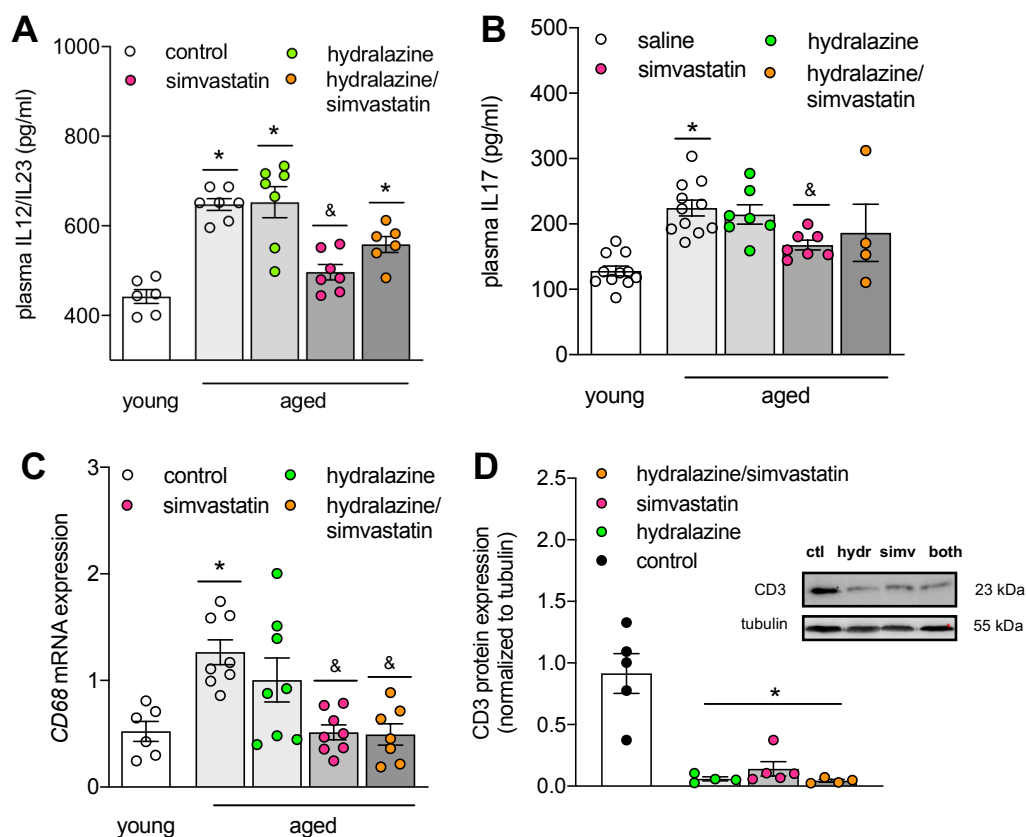 A
plasma IL12/IL23 (pg/ml)
1000
800
600
400
control
simvastatin
hydralazine
hydralazine/
simvastatin
*
*
&
*
young
aged
B
plasma IL17 (pg/ml)
500
400
300
200
100
0
saline
simvastatin
hydralazine
hydralazine/
simvastatin
*
&
young
aged
C
CD68 mRNA expression
3
2
1
0
control
simvastatin
hydralazine
hydralazine/
simvastatin
*
&
&
young
aged
D
CD3 protein expression
(normalized to tubulin)
2.5
2.0
1.5
1.0
0.5
0.0
hydralazine/simvastatin
simvastatin
hydralazine
control
*
ctl hydr simv both
CD3 23 kDa
tubulin 55 kDa